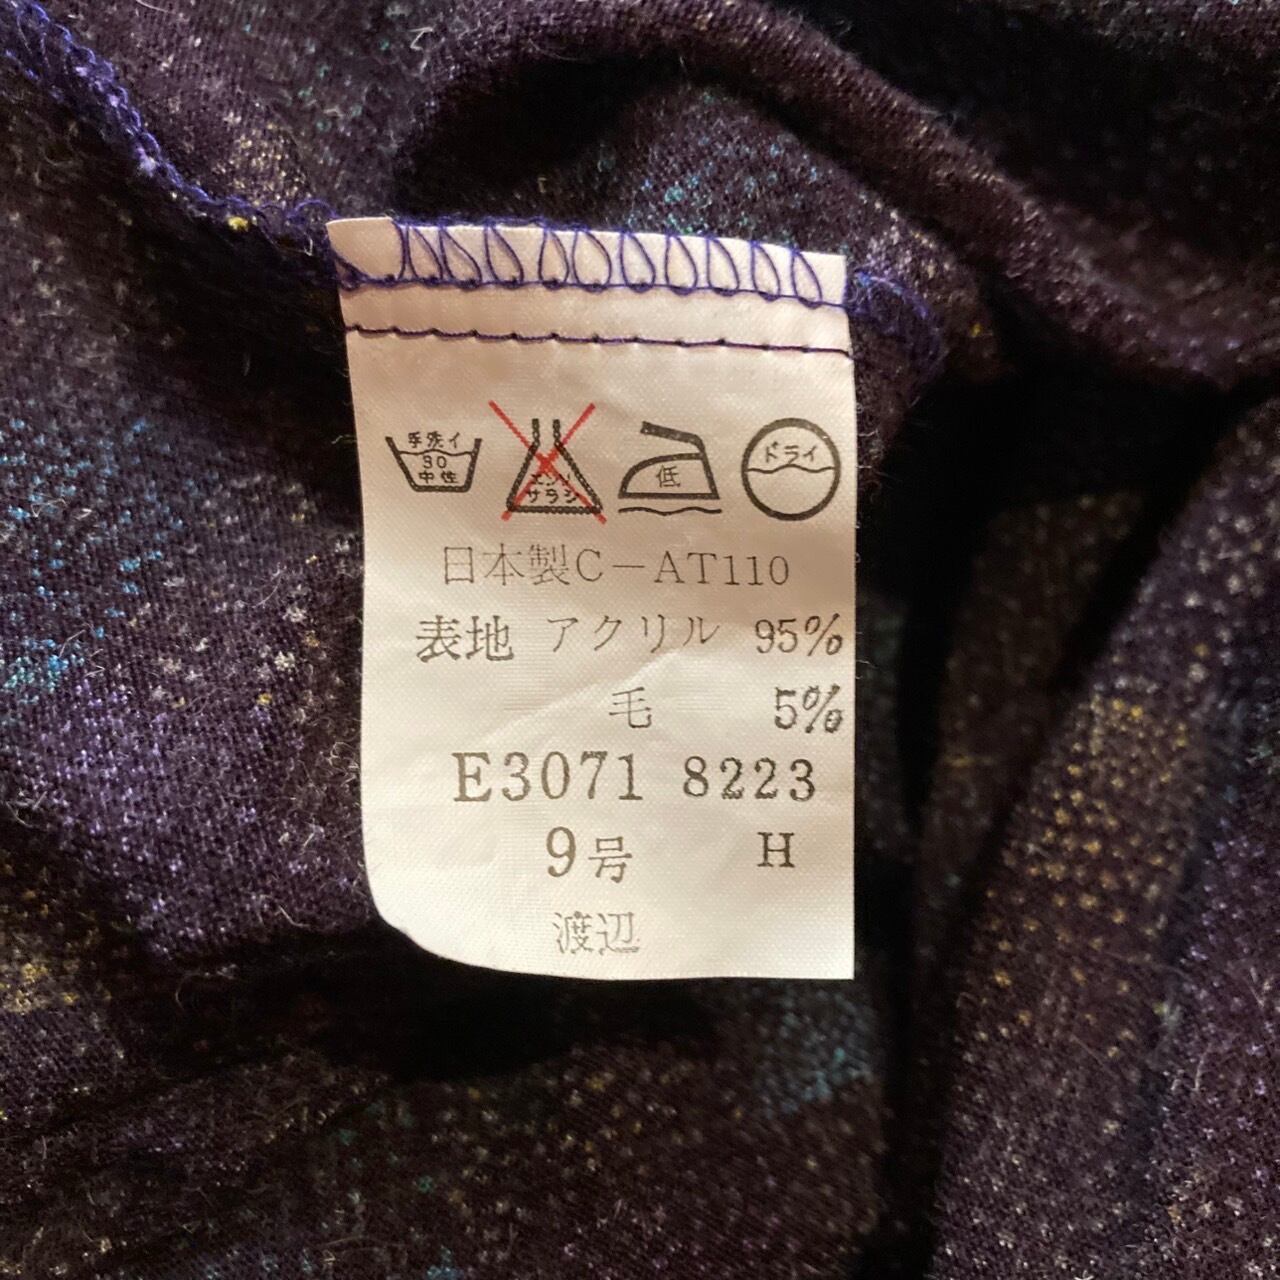 手洗イ
30
中性
エンソ
サラシ
低
ドライ
日本製C-AT110
表地 アクリル 95%
毛 5%
E3071 8223
9号 H
渡辺